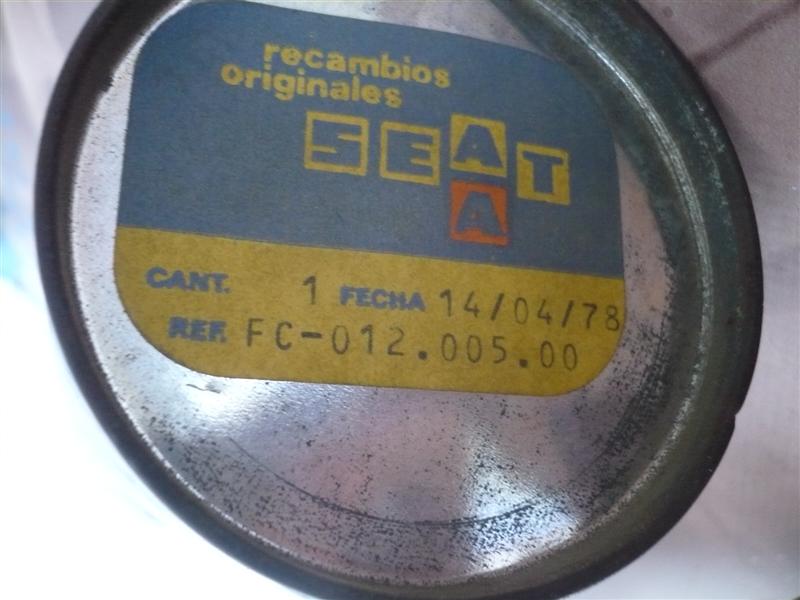 recambios
originales
SEAT
A
CANT. 1 FECHA 14/04/78
REF. FC-012.005.00